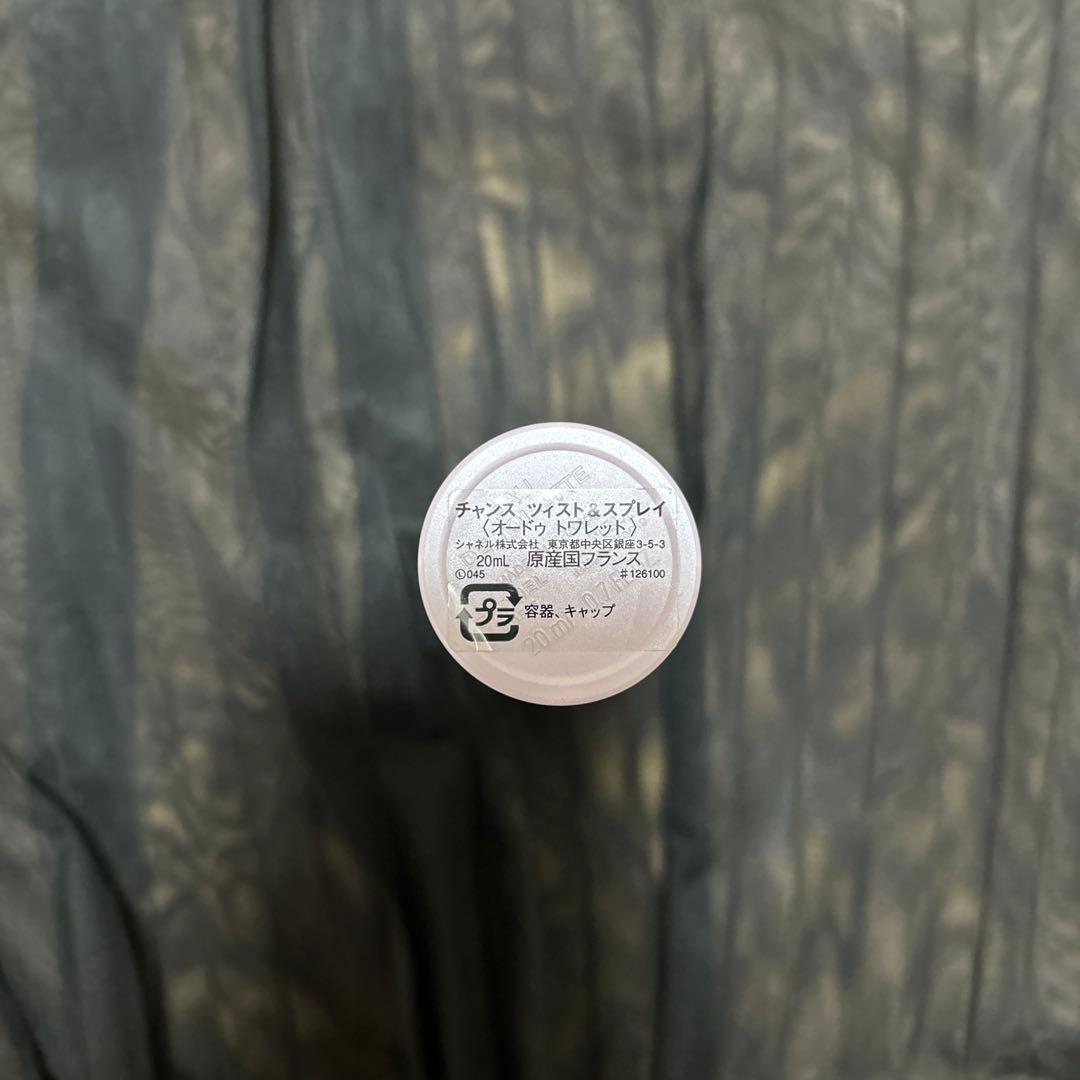 チャンス ツィスト&スプレイ
〈オードゥ トワレット〉
シャネル株式会社 東京都中央区銀座3-5-3
20mL 原産国フランス
Ⓛ045 #126100
プラ 容器、キャップ
20 ml